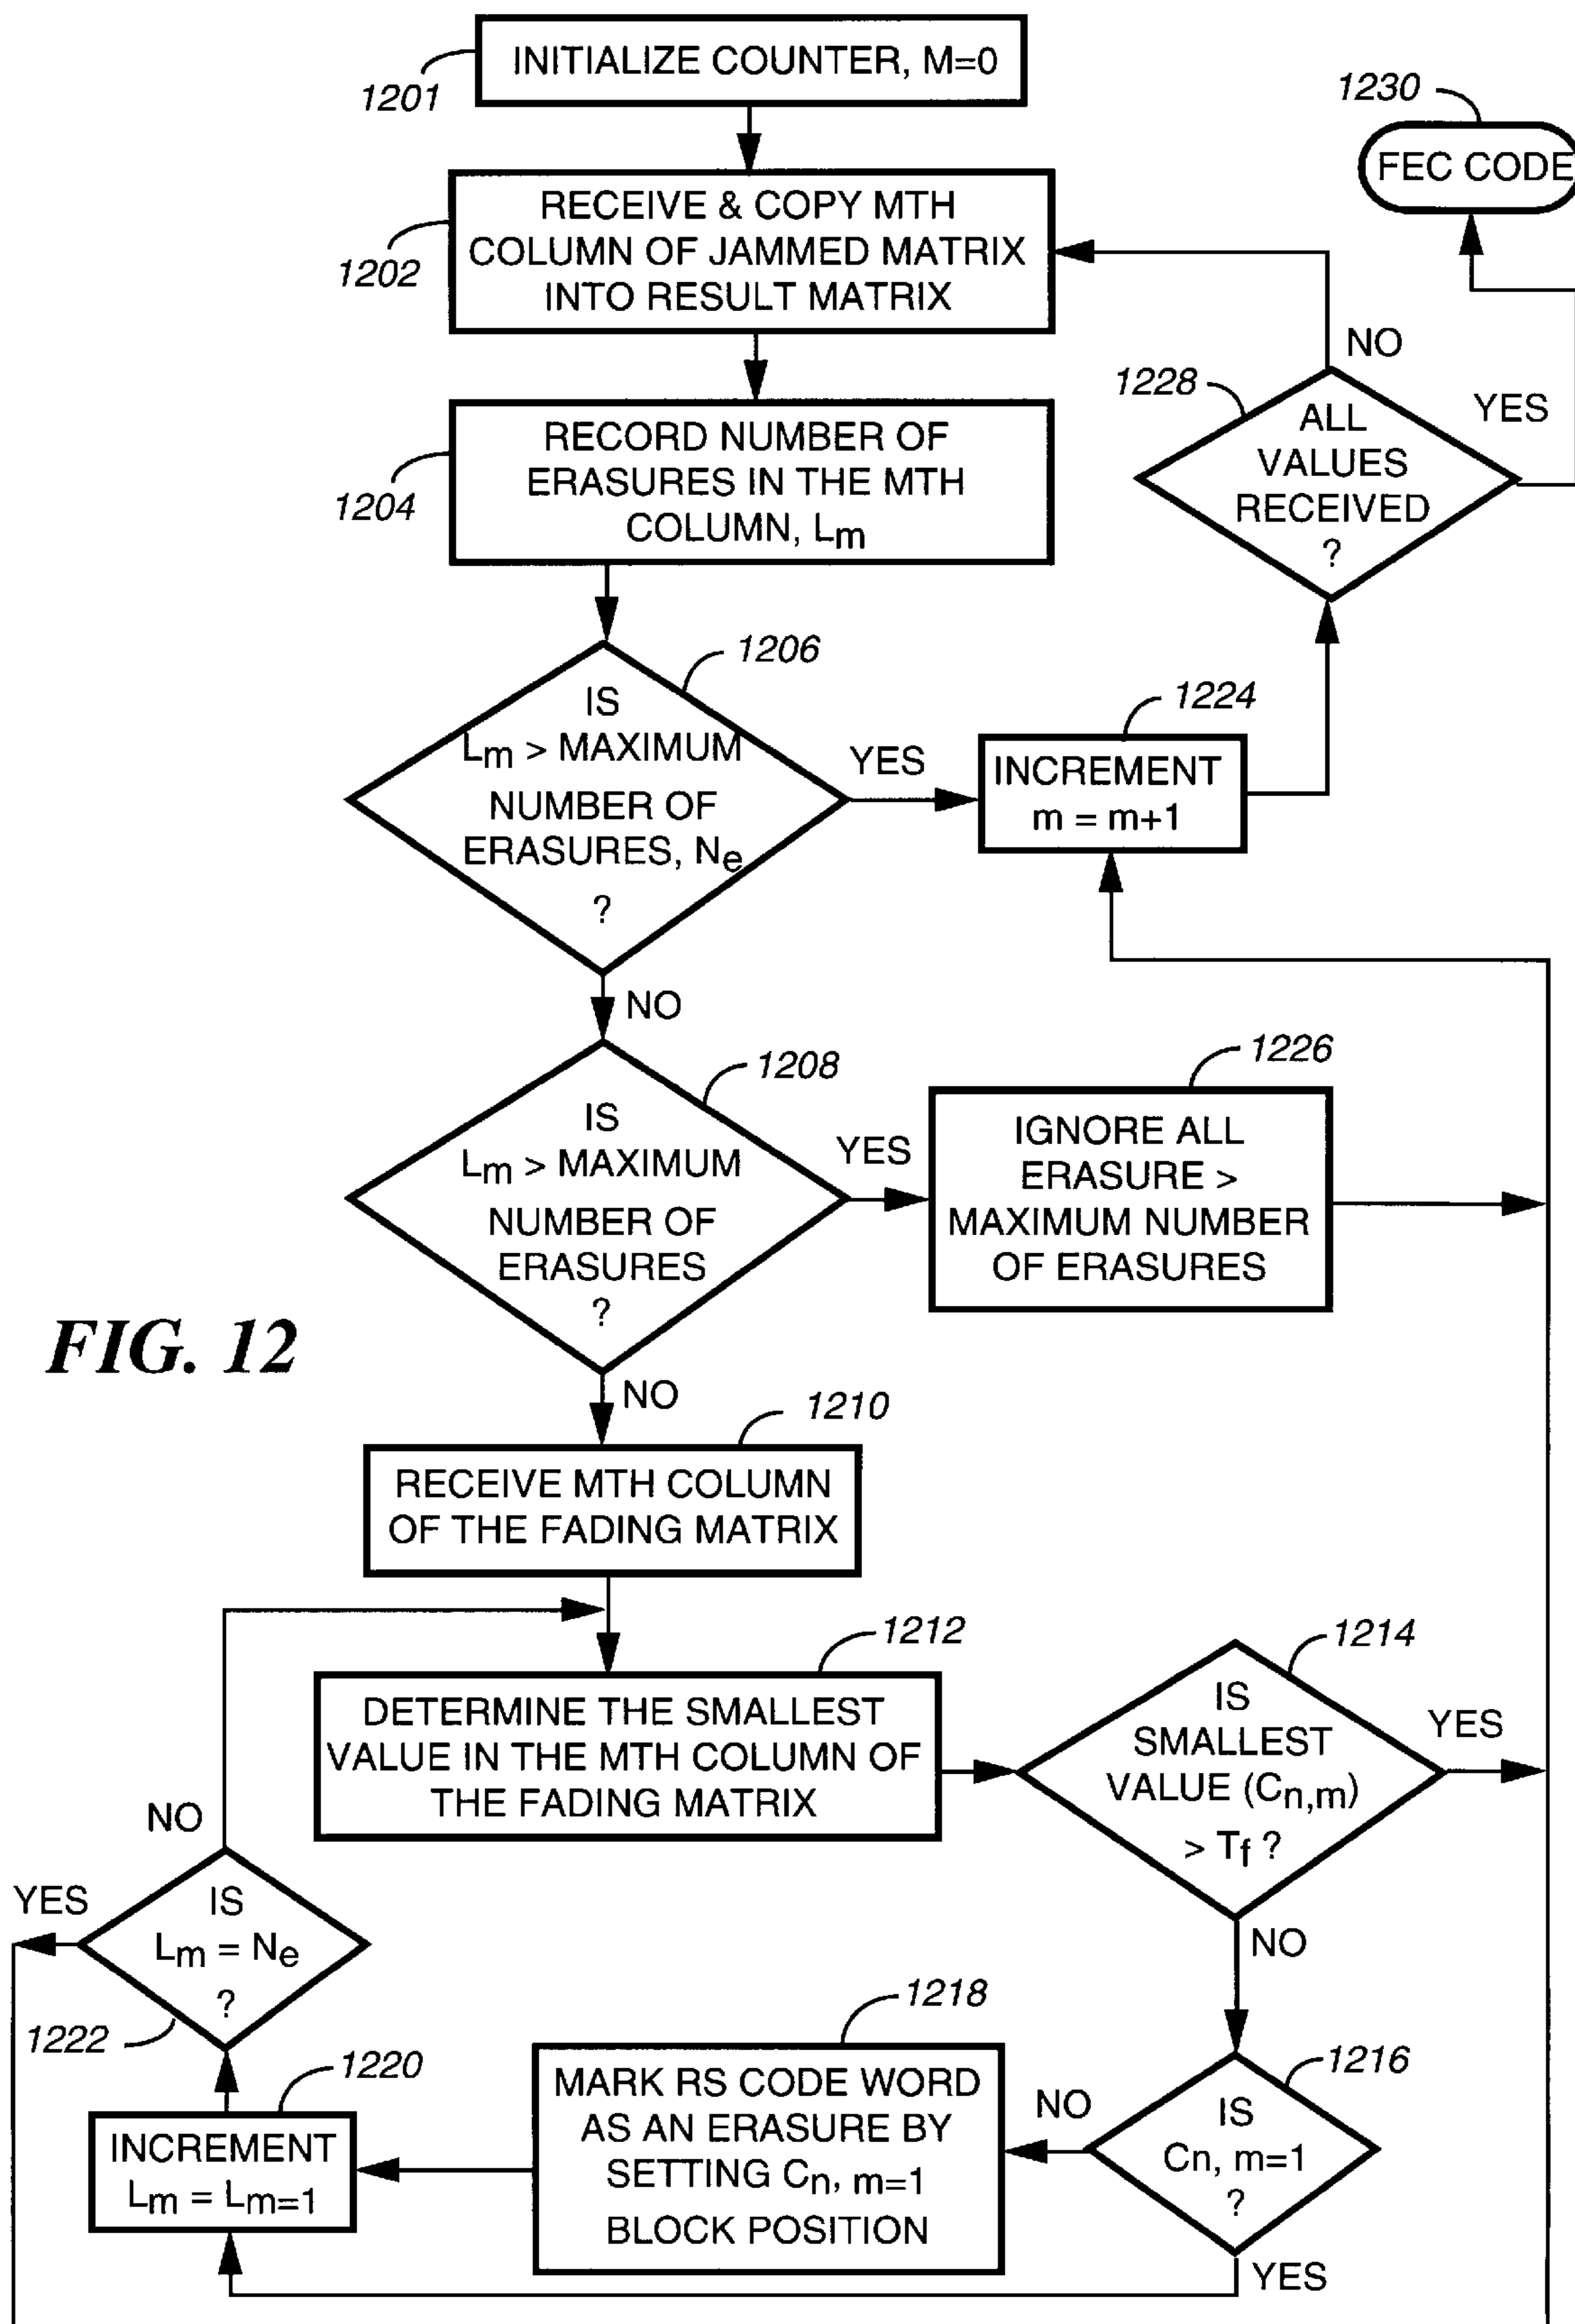 INITIALIZE COUNTER, M=0
1201
1230
FEC CODE
RECEIVE & COPY MTH
COLUMN OF JAMMED MATRIX
INTO RESULT MATRIX
1202
NO
1228
ALL
VALUES
RECEIVED
?
YES
RECORD NUMBER OF
ERASURES IN THE MTH
COLUMN, Lm
1204
1206
IS
Lm > MAXIMUM
NUMBER OF
ERASURES, Ne
?
YES
1224
INCREMENT
m = m+1
NO
1208
IS
Lm > MAXIMUM
NUMBER OF
ERASURES
?
YES
1226
IGNORE ALL
ERASURE >
MAXIMUM NUMBER
OF ERASURES
FIG. 12
NO
1210
RECEIVE MTH COLUMN
OF THE FADING MATRIX
1212
DETERMINE THE SMALLEST
VALUE IN THE MTH COLUMN OF
THE FADING MATRIX
1214
IS
SMALLEST
VALUE (Cn,m)
> Tf ?
YES
NO
NO
YES
IS
Lm = Ne
?
1222
1220
INCREMENT
Lm = Lm=1
1218
MARK RS CODE WORD
AS AN ERASURE BY
SETTING Cn, m=1
BLOCK POSITION
NO
1216
IS
Cn, m=1
?
YES